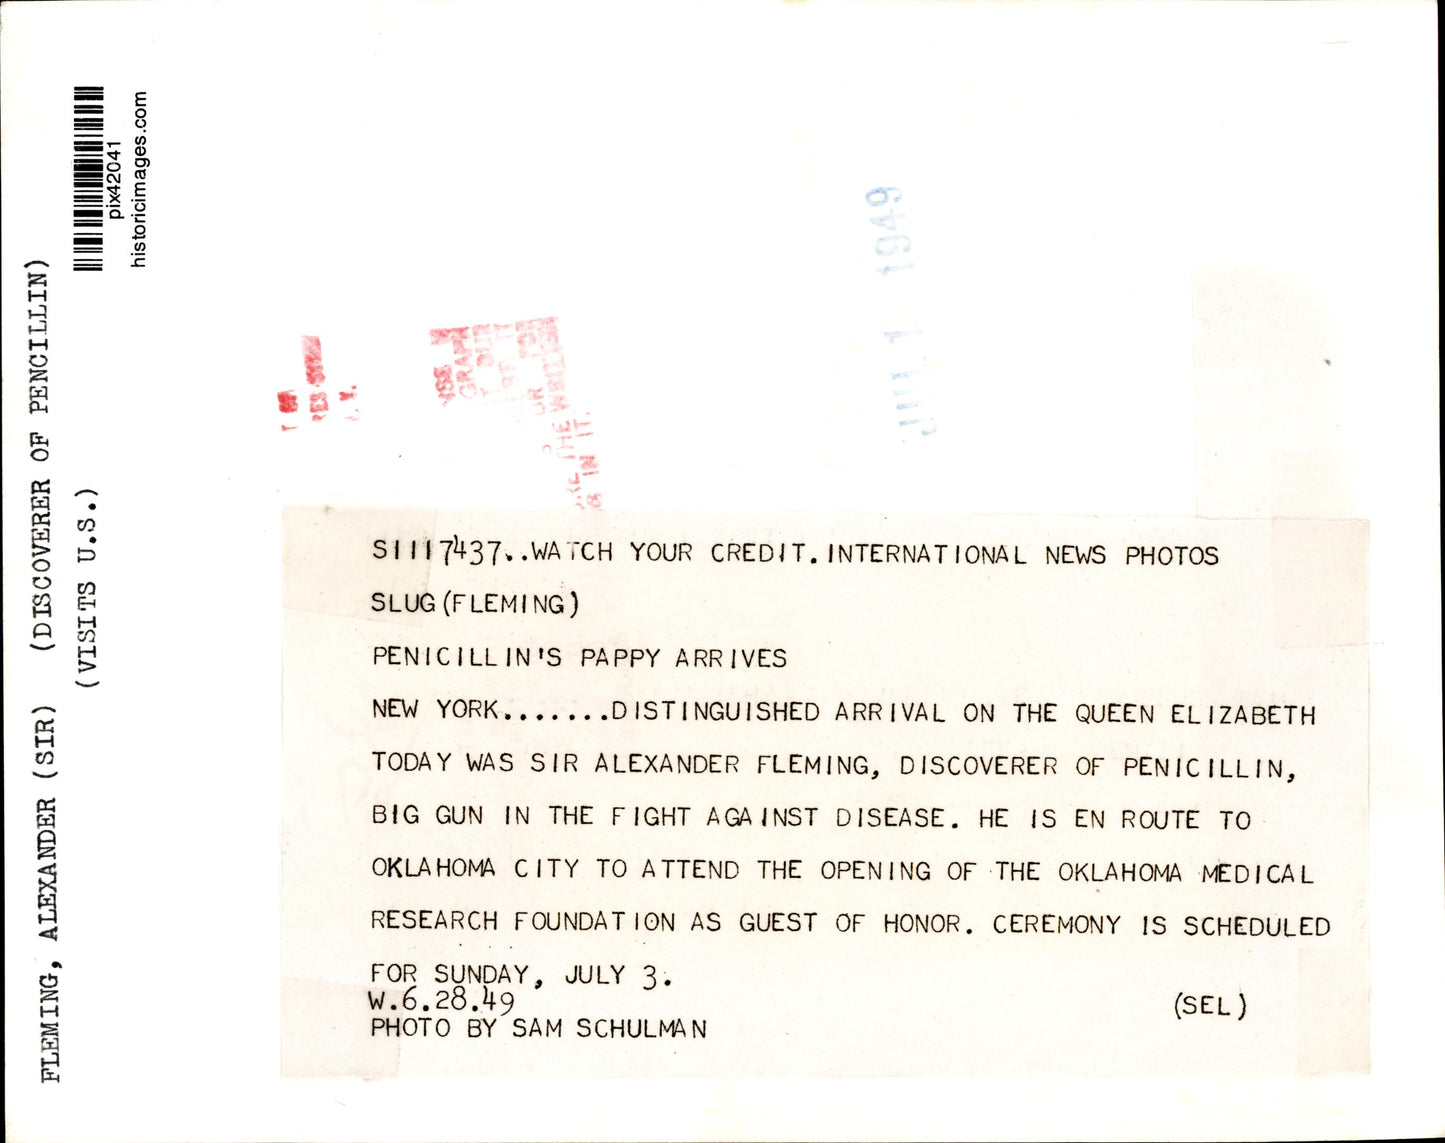 FLEMING, ALEXANDER (SIR) (DISCOVERER OF PENCILLIN)
(VISITS U.S.)
pix42041
historicimages.com
JUL 1 1949
THE
IN IT.
S1117437..WATCH YOUR CREDIT.INTERNATIONAL NEWS PHOTOS
SLUG(FLEMING)
PENICILLIN'S PAPPY ARRIVES
NEW YORK.......DISTINGUISHED ARRIVAL ON THE QUEEN ELIZABETH
TODAY WAS SIR ALEXANDER FLEMING, DISCOVERER OF PENICILLIN,
BIG GUN IN THE FIGHT AGAINST DISEASE. HE IS EN ROUTE TO
OKLAHOMA CITY TO ATTEND THE OPENING OF THE OKLAHOMA MEDICAL
RESEARCH FOUNDATION AS GUEST OF HONOR. CEREMONY IS SCHEDULED
FOR SUNDAY, JULY 3.
W.6.28.49 (SEL)
PHOTO BY SAM SCHULMAN